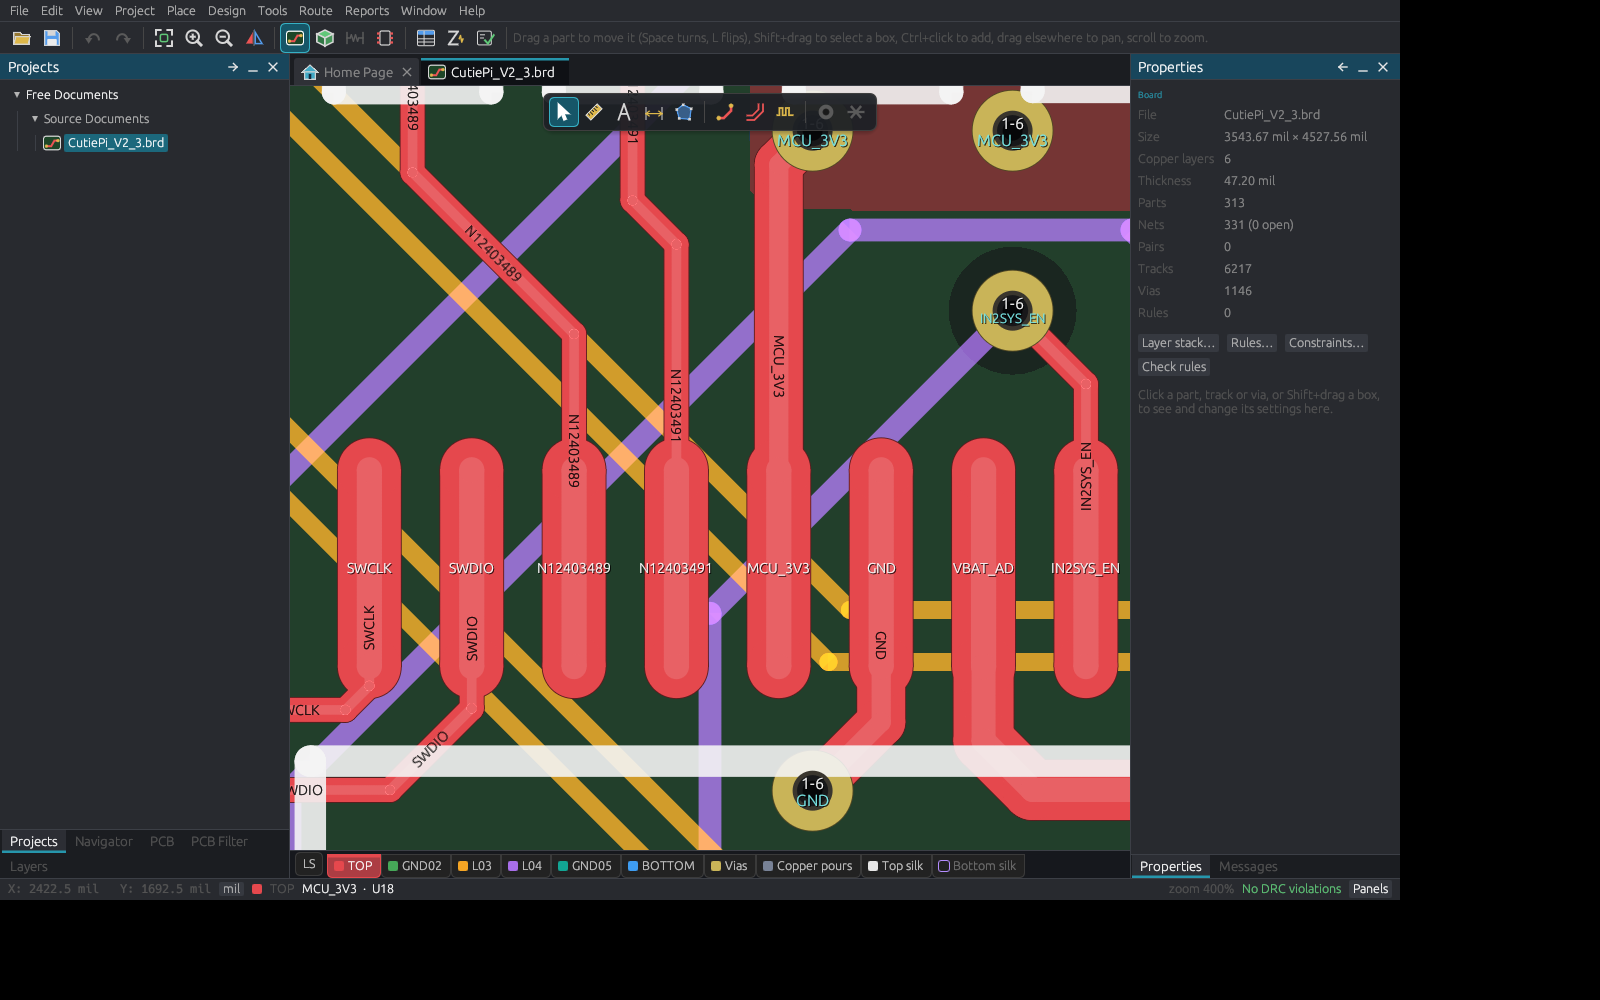 File Edit View Project Place Design Tools Route Reports Window Help
Drag a part to move it (Space turns, L flips), Shift+drag to select a box, Ctrl+click to add, drag elsewhere to pan, scroll to zoom.
Projects
Free Documents
Source Documents
CutiePi_V2_3.brd
Home Page
CutiePi_V2_3.brd
MCU_3V3
1-6
MCU_3V3
N12403489
1-6
IN2SYS_EN
MCU_3V3
N12403491
N12403489
IN2SYS_EN
SWCLK
SWDIO
N12403489
N12403491
MCU_3V3
GND
VBAT_AD
IN2SYS_EN
SWCLK
SWDIO
GND
SWDIO
1-6
GND
Properties
Board
File CutiePi_V2_3.brd
Size 3543.67 mil × 4527.56 mil
Copper layers 6
Thickness 47.20 mil
Parts 313
Nets 331 (0 open)
Pairs 0
Tracks 6217
Vias 1146
Rules 0
Layer stack... Rules... Constraints...
Check rules
Click a part, track or via, or Shift+drag a box,
to see and change its settings here.
Projects Navigator PCB PCB Filter
Layers
LS TOP GND02 L03 L04 GND05 BOTTOM Vias Copper pours Top silk Bottom silk
Properties Messages
X: 2422.5 mil Y: 1692.5 mil mil TOP MCU_3V3 · U18
zoom 400% No DRC violations Panels